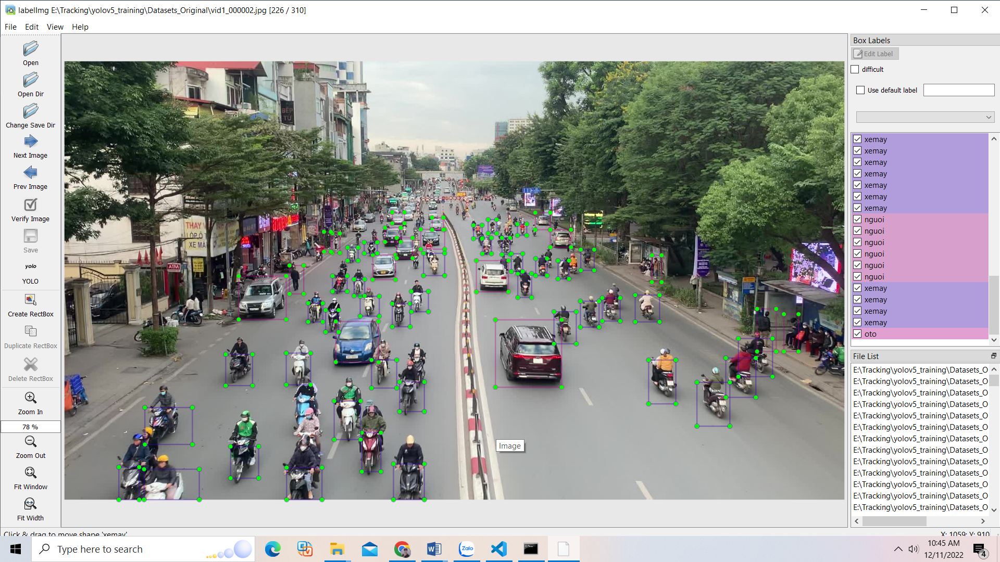 labelImg E:\Tracking\yolov5_training\Datasets_Original\vid1_000002.jpg [226 / 310]
File Edit View Help
Open
Open Dir
Change Save Dir
Next Image
Prev Image
Verify Image
Save
yolo
YOLO
Create RectBox
Duplicate RectBox
Delete RectBox
Zoom In
78 %
Zoom Out
Fit Window
Fit Width
BẾP
TỪ
THAY
LỐP Ô
XE MÁ
ATM
Image
Box Labels
Edit Label
difficult
Use default label
xemay
xemay
xemay
xemay
xemay
xemay
xemay
nguoi
nguoi
nguoi
nguoi
nguoi
nguoi
xemay
xemay
xemay
xemay
oto
File List
E:\Tracking\yolov5_training\Datasets_O
E:\Tracking\yolov5_training\Datasets_O
E:\Tracking\yolov5_training\Datasets_O
E:\Tracking\yolov5_training\Datasets_O
E:\Tracking\yolov5_training\Datasets_O
E:\Tracking\yolov5_training\Datasets_O
E:\Tracking\yolov5_training\Datasets_O
E:\Tracking\yolov5_training\Datasets_O
E:\Tracking\yolov5_training\Datasets_O
E:\Tracking\yolov5_training\Datasets_O
E:\Tracking\yolov5_training\Datasets_O
E:\Tracking\yolov5_training\Datasets_O
E:\Tracking\yolov5_training\Datasets_O
Click & drag to move shape 'xemay'
X: 1059; Y: 910
Type here to search
Zalo
10:45 AM
12/11/2022
4